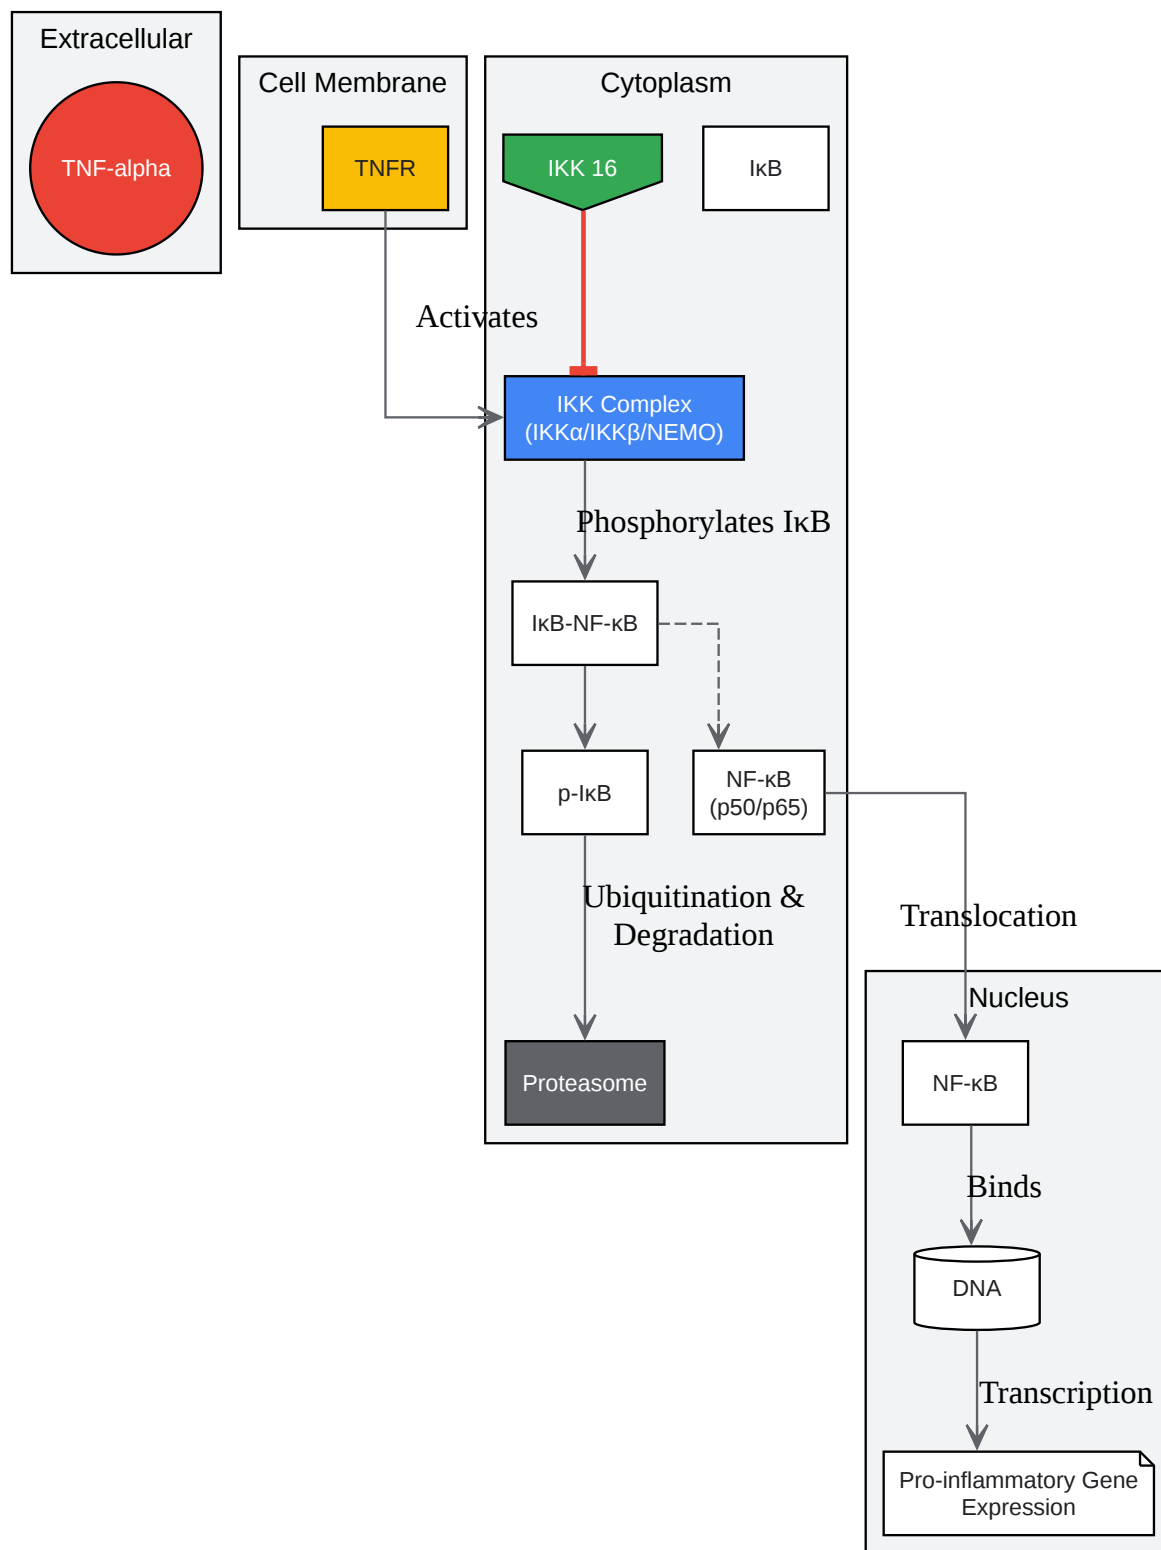 Extracellular
TNF-alpha
Cell Membrane
TNFR
Cytoplasm
IKK 16
IκB
Activates
IKK Complex
(IKKα/IKKβ/NEMO)
Phosphorylates IκB
IκB-NF-κB
p-IκB
NF-κB
(p50/p65)
Ubiquitination &
Degradation
Translocation
Proteasome
Nucleus
NF-κB
Binds
DNA
Transcription
Pro-inflammatory Gene
Expression